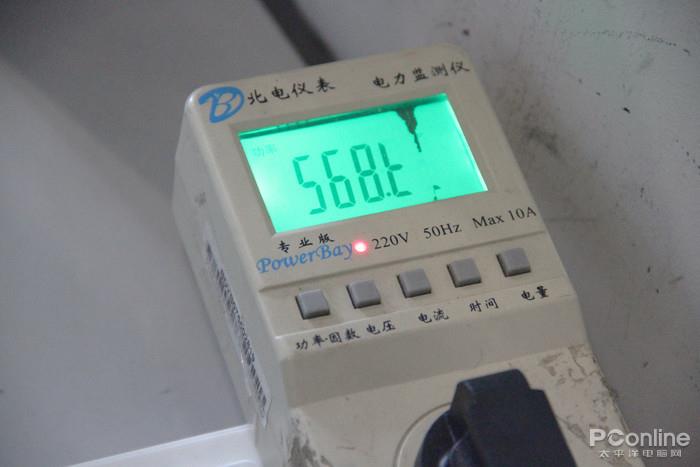 北电仪表 电力监测仪
功率
568.t
专业版
PowerBay 220V 50Hz Max 10A
功率·因数 电压 电流 时间 电量
PConline
太平洋电脑网